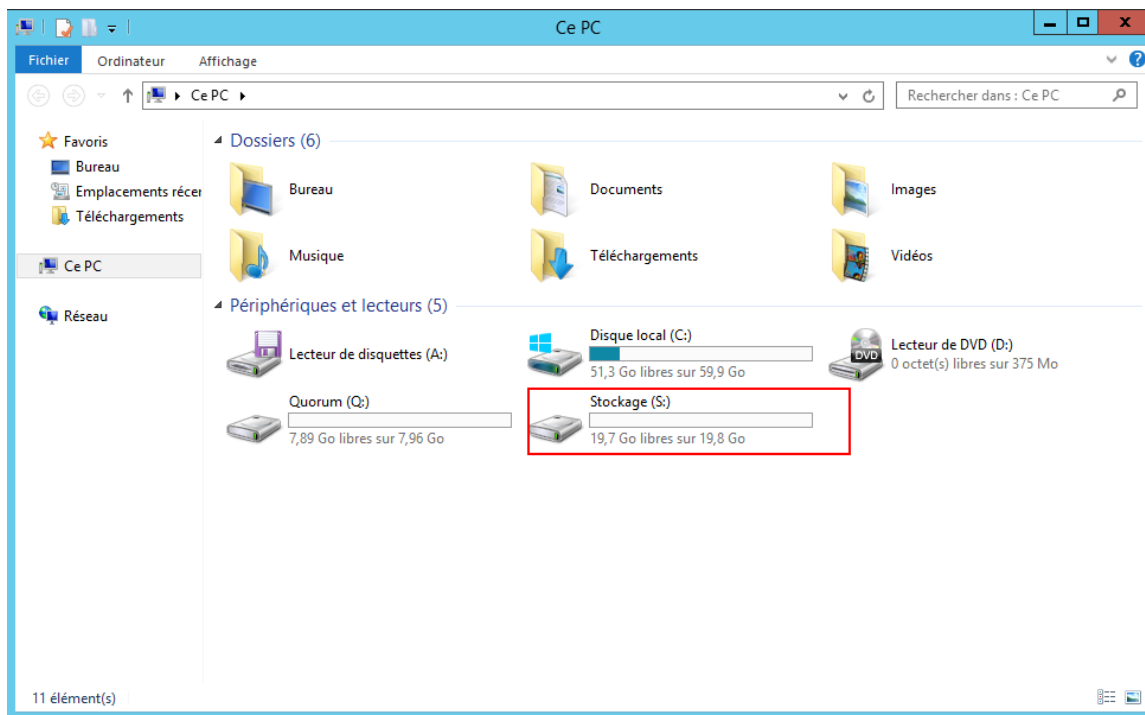 Ce PC
Fichier Ordinateur Affichage
Ce PC Rechercher dans : Ce PC
Favoris
Bureau
Emplacements récer
Téléchargements
Ce PC
Réseau
Dossiers (6)
Bureau Documents Images
Musique Téléchargements Vidéos
Périphériques et lecteurs (5)
Lecteur de disquettes (A:)
Disque local (C:)
51,3 Go libres sur 59,9 Go
DVD
Lecteur de DVD (D:)
0 octet(s) libres sur 375 Mo
Quorum (Q:)
7,89 Go libres sur 7,96 Go
Stockage (S:)
19,7 Go libres sur 19,8 Go
11 élément(s)